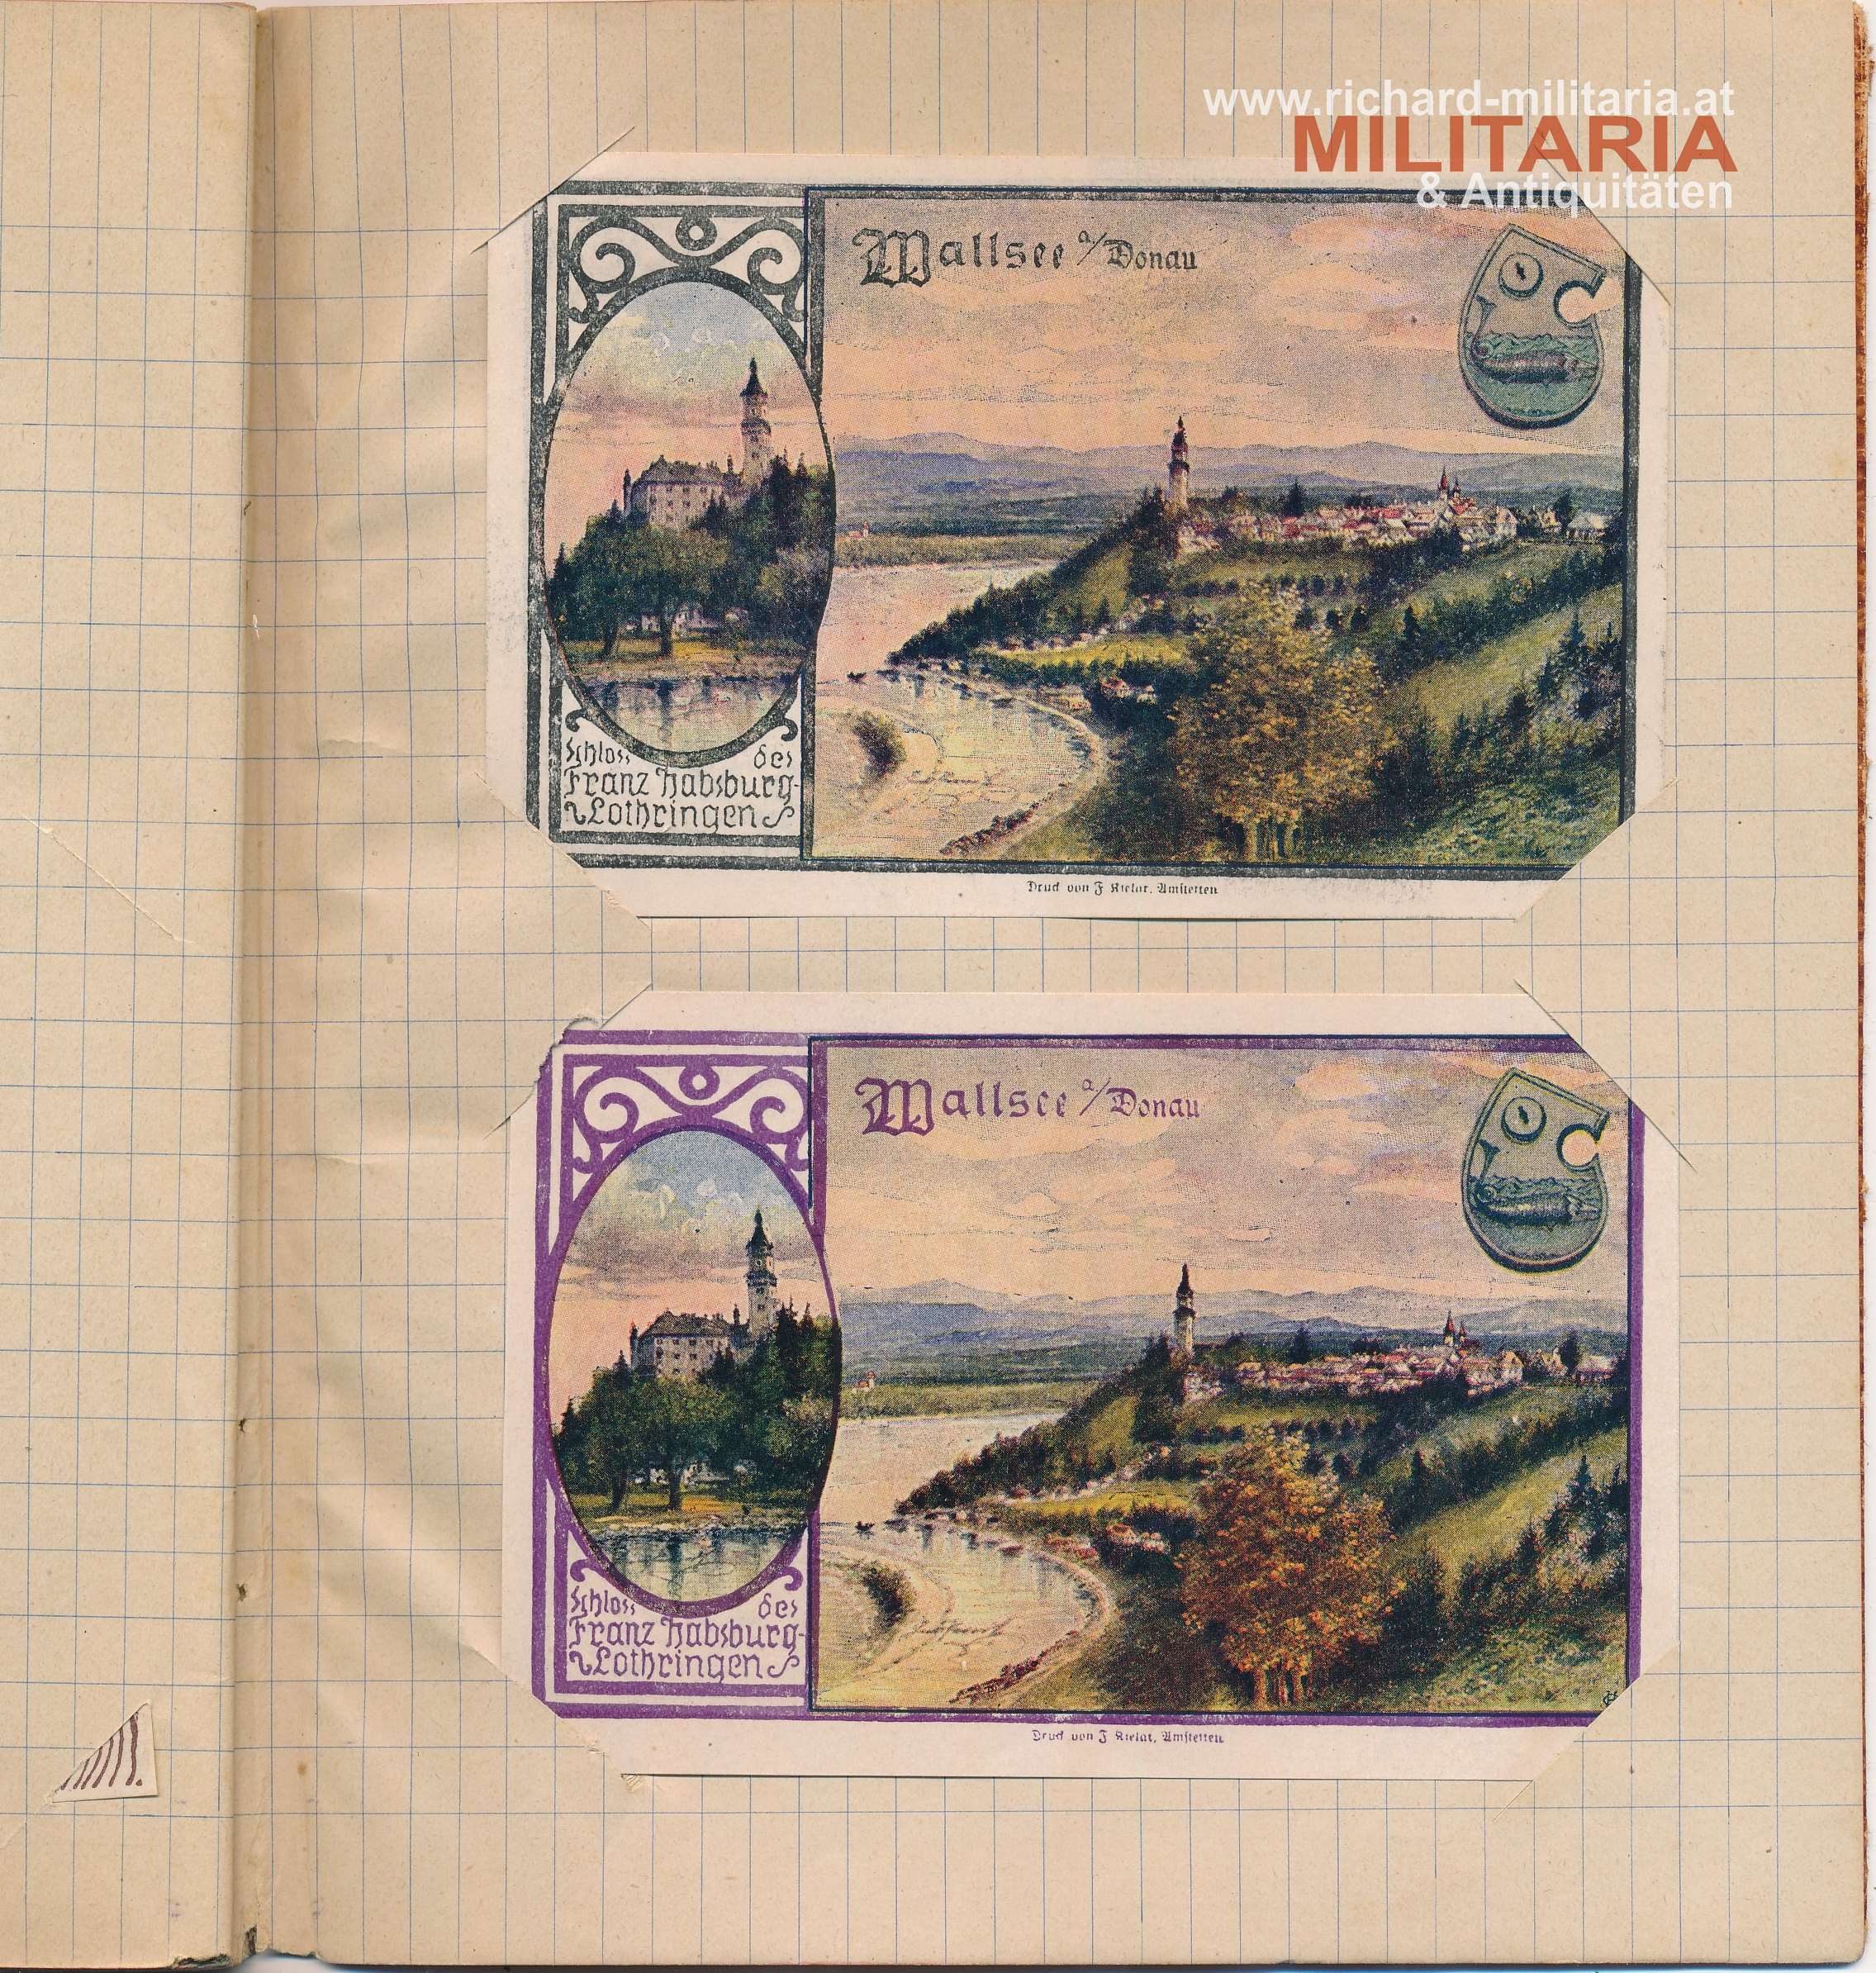 www.richard-militaria.at
MILITARIA
& Antiquitäten
Wallsee a/Donau
Schloss des
Franz Habsburg-
Lothringen
Druck von J Kielar, Amstetten
Wallsee a/Donau
Schloss des
Franz Habsburg-
Lothringen
Druck von J Kielar, Amstetten